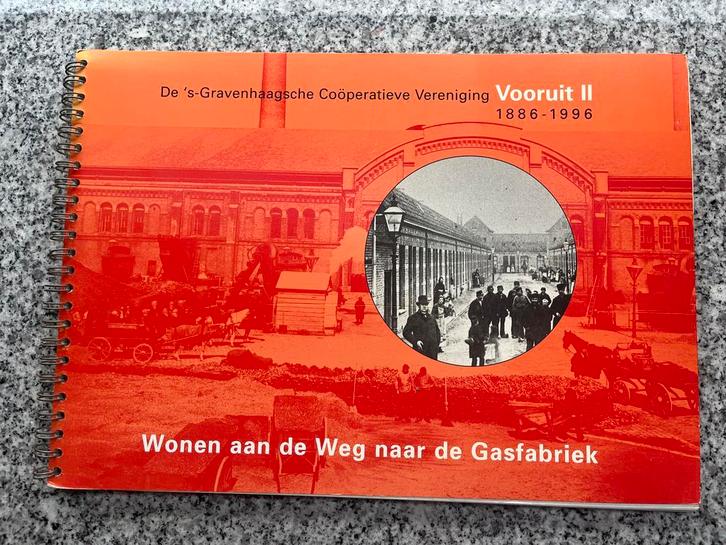 De 's-Gravenhaagsche Coöperatieve Vereniging Vooruit II
1886-1996
Wonen aan de Weg naar de Gasfabriek